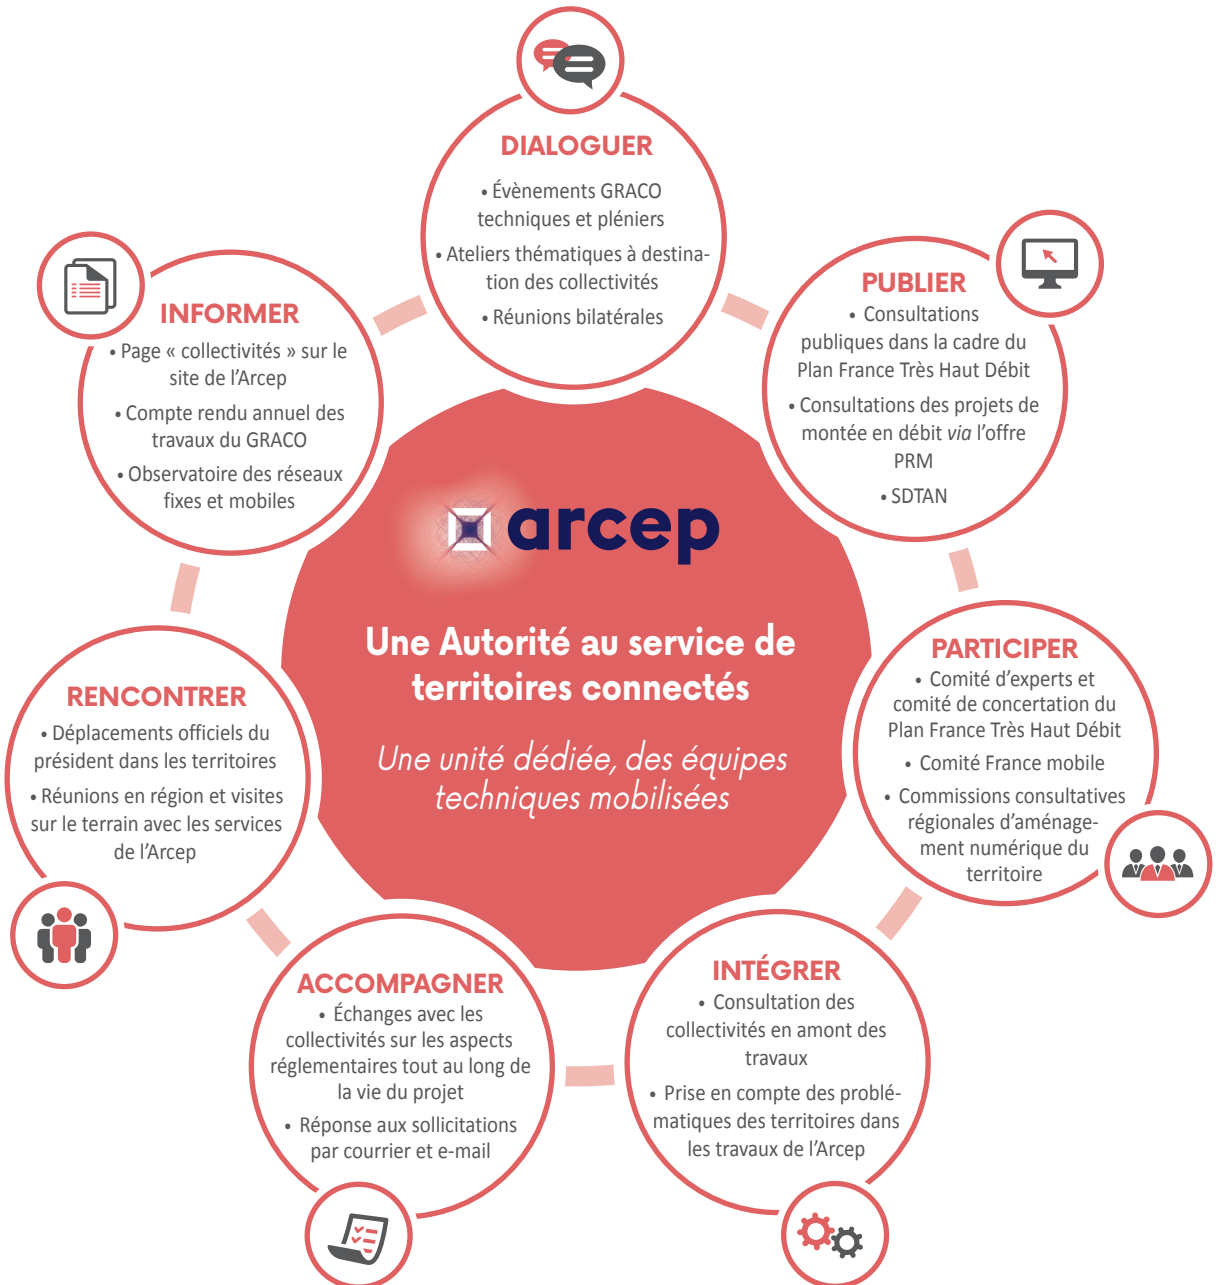 DIALOGUER
• Évènements GRACO
techniques et pléniers
• Ateliers thématiques à destina-
tion des collectivités
• Réunions bilatérales
PUBLIER
• Consultations
publiques dans la cadre du
Plan France Très Haut Débit
• Consultations des projets de
montée en débit via l’offre
PRM
• SDTAN
PARTICIPER
• Comité d’experts et
comité de concertation du
Plan France Très Haut Débit
• Comité France mobile
• Commissions consultatives
régionales d’aménage-
ment numérique du
territoire
INTÉGRER
• Consultation des
collectivités en amont des
travaux
• Prise en compte des problé-
matiques des territoires dans
les travaux de l’Arcep
ACCOMPAGNER
• Échanges avec les
collectivités sur les aspects
réglementaires tout au long de
la vie du projet
• Réponse aux sollicitations
par courrier et e-mail
RENCONTRER
• Déplacements officiels du
président dans les territoires
• Réunions en région et visites
sur le terrain avec les services
de l’Arcep
INFORMER
• Page « collectivités » sur le
site de l’Arcep
• Compte rendu annuel des
travaux du GRACO
• Observatoire des réseaux
fixes et mobiles
arcep
Une Autorité au service de
territoires connectés
Une unité dédiée, des équipes
techniques mobilisées